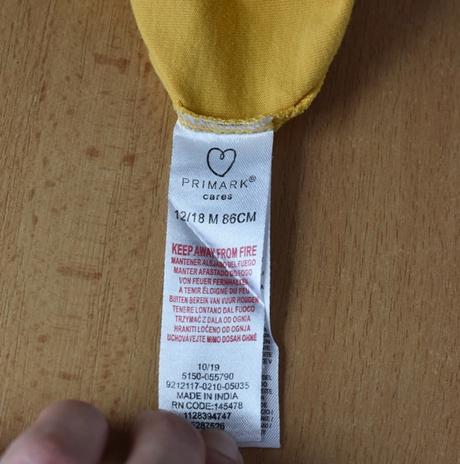 PRIMARK®
cares
12/18 M 86CM
KEEP AWAY FROM FIRE
MANTENER ALEJADO DEL FUEGO
MANTER AFASTADO DO FOGO
VON FEUER FERNHALTEN
A TENIR ÉLOIGNÉ DU FEU
BUITEN BEREIK VAN VUUR HOUDEN
TENERE LONTANO DAL FUOCO
TRZYMAĆ Z DALA OD OGNIA
HRANITI LOČENO OD OGNJA
UCHOVÁVEJTE MIMO DOSAH OHNĚ
10/19
5150-055790
9212117-0210-05035
MADE IN INDIA
RN CODE:145478
1128394747
5287626